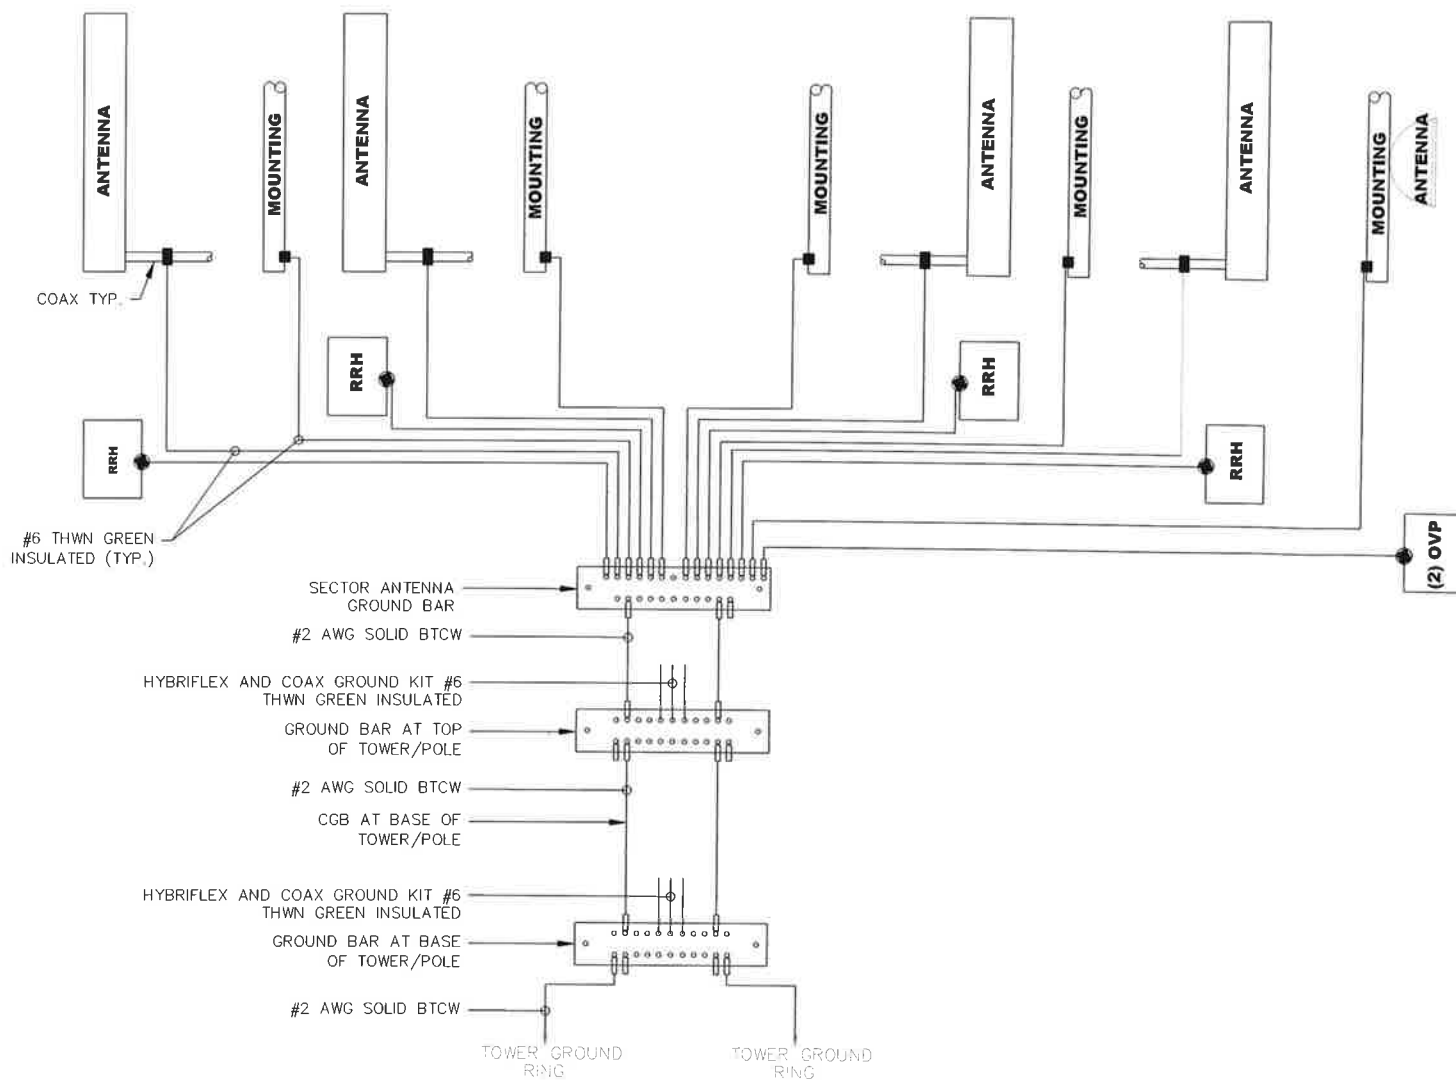 ANTENNA
MOUNTING
ANTENNA
MOUNTING
MOUNTING
ANTENNA
MOUNTING
ANTENNA
MOUNTING
ANTENNA
COAX TYP.
RRH
RRH
RRH
RRH
(2) OVP
#6 THWN GREEN
INSULATED (TYP.)
SECTOR ANTENNA
GROUND BAR
#2 AWG SOLID BTCW
HYBRIFLEX AND COAX GROUND KIT #6
THWN GREEN INSULATED
GROUND BAR AT TOP
OF TOWER/POLE
#2 AWG SOLID BTCW
CGB AT BASE OF
TOWER/POLE
HYBRIFLEX AND COAX GROUND KIT #6
THWN GREEN INSULATED
GROUND BAR AT BASE
OF TOWER/POLE
#2 AWG SOLID BTCW
TOWER GROUND
RING
TOWER GROUND
RING